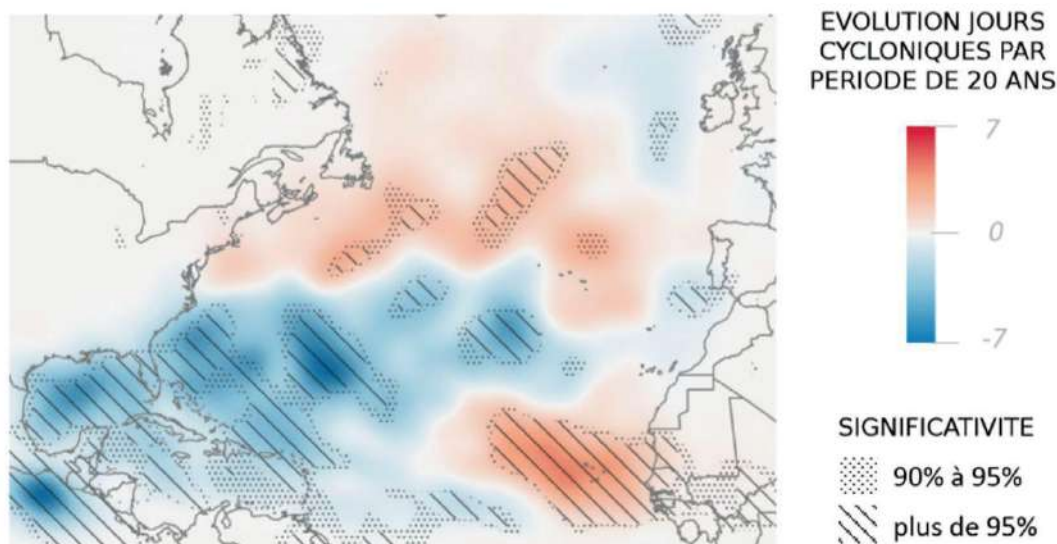 EVOLUTION JOURS
CYCLONIQUES PAR
PERIODE DE 20 ANS
7
0
-7
SIGNIFICATIVITE
90% à 95%
plus de 95%